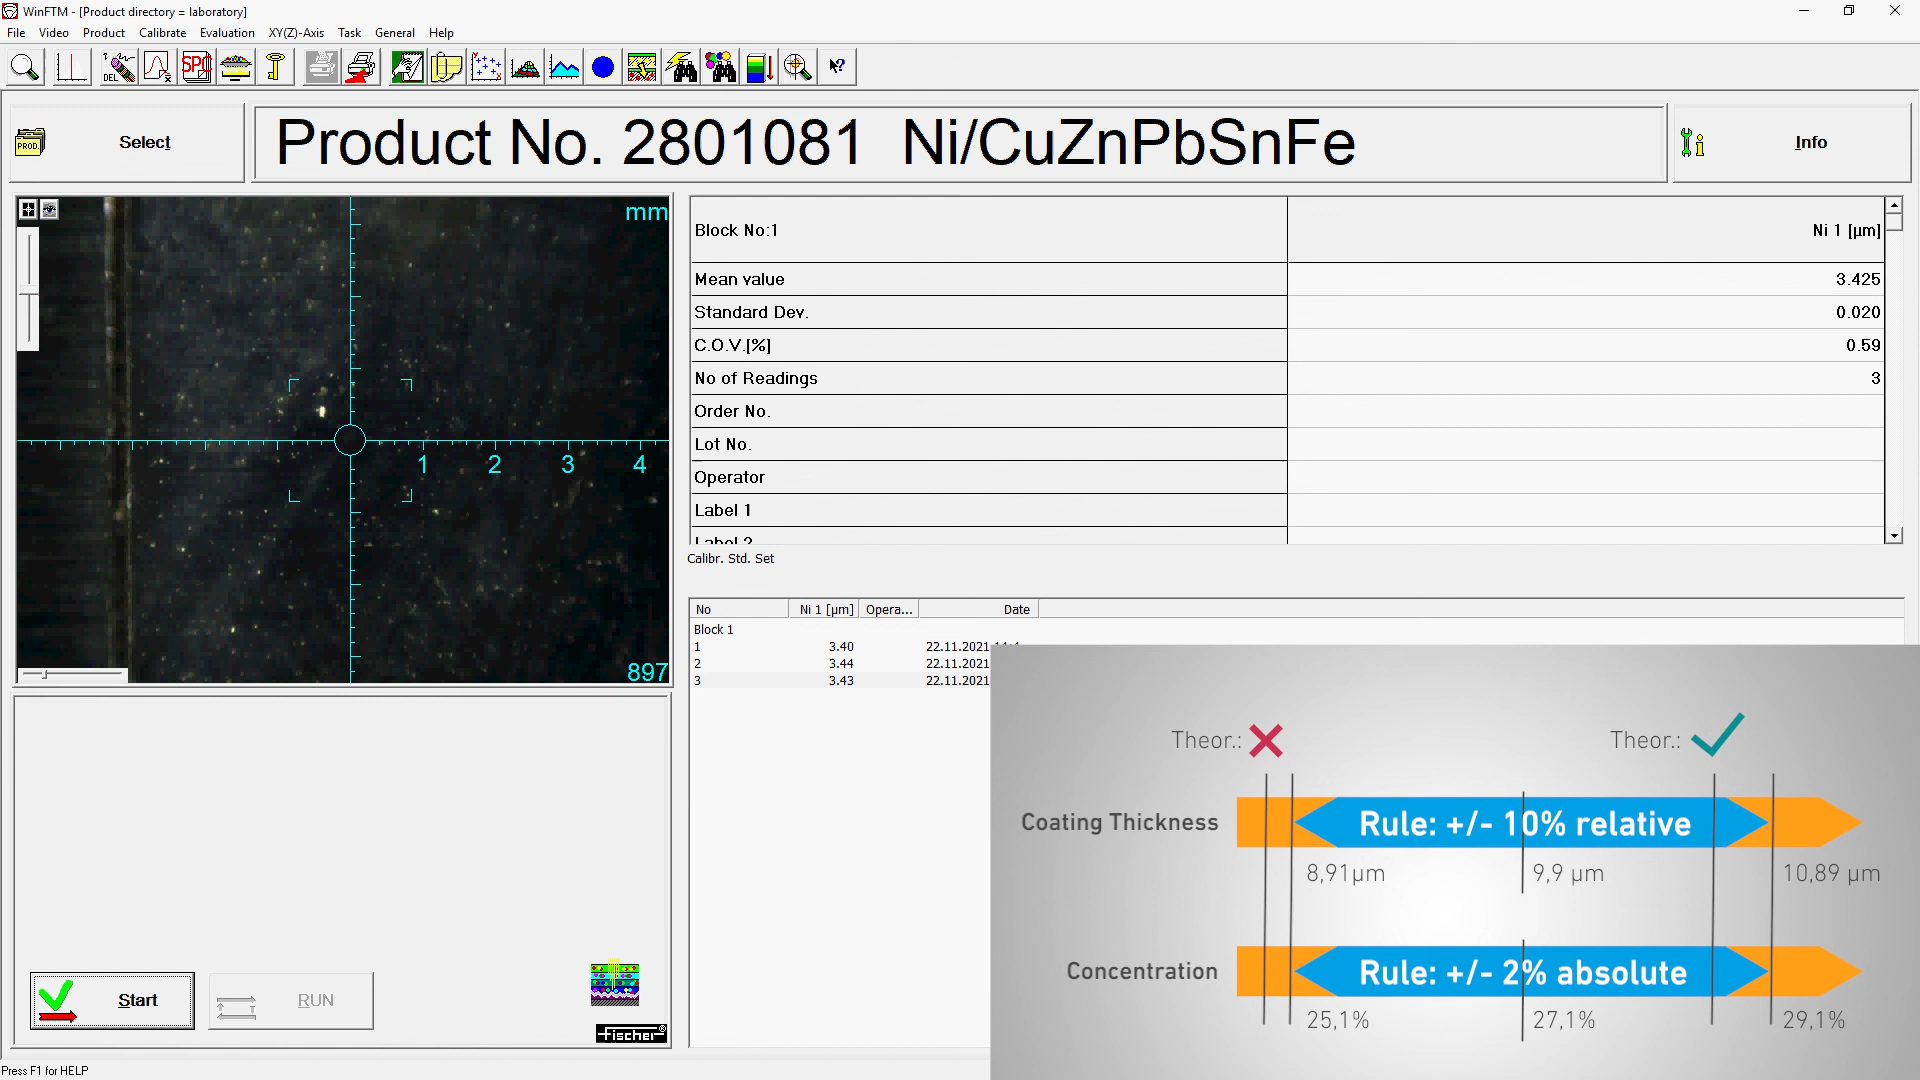 WinFTM - [Product directory = laboratory]
File Video Product Calibrate Evaluation XY(Z)-Axis Task General Help
DEL SPC
PROD. Select
Product No. 2801081 Ni/CuZnPbSnFe
Info
mm
1 2 3 4
897
Block No:1 Ni 1 [µm]
Mean value 3.425
Standard Dev. 0.020
C.O.V.[%] 0.59
No of Readings 3
Order No.
Lot No.
Operator
Label 1
Label 2
Calibr. Std. Set
No Ni 1 [µm] Opera... Date
Block 1
1 3.40 22.11.2021
2 3.44 22.11.2021
3 3.43 22.11.2021
Theor.: Theor.:
Coating Thickness Rule: +/- 10% relative
8,91µm 9,9 µm 10,89 µm
Concentration Rule: +/- 2% absolute
25,1% 27,1% 29,1%
Start RUN
Fischer®
Press F1 for HELP